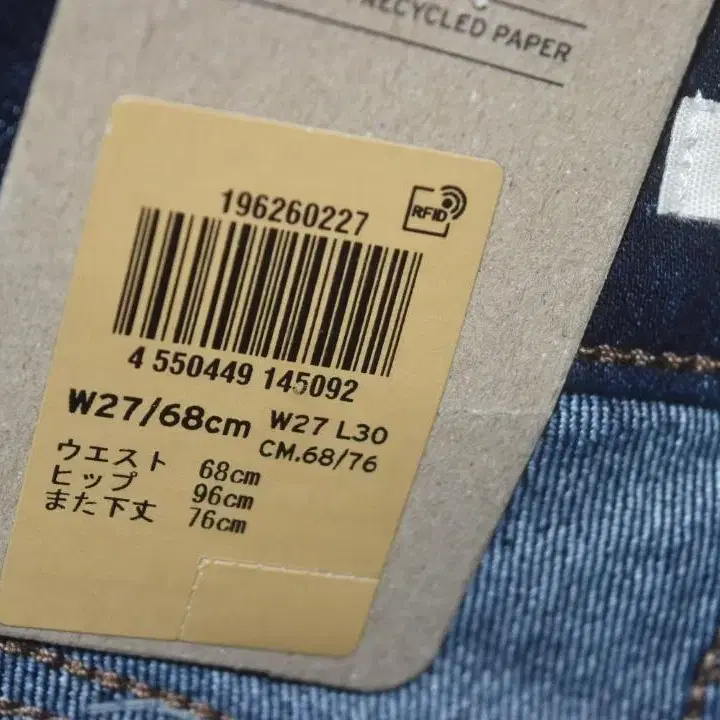 RECYCLED PAPER
196260227
RFID
4 550449 145092
W27/68cm
W27 L30
CM.68/76
ウエスト 68cm
ヒップ 96cm
また下丈 76cm